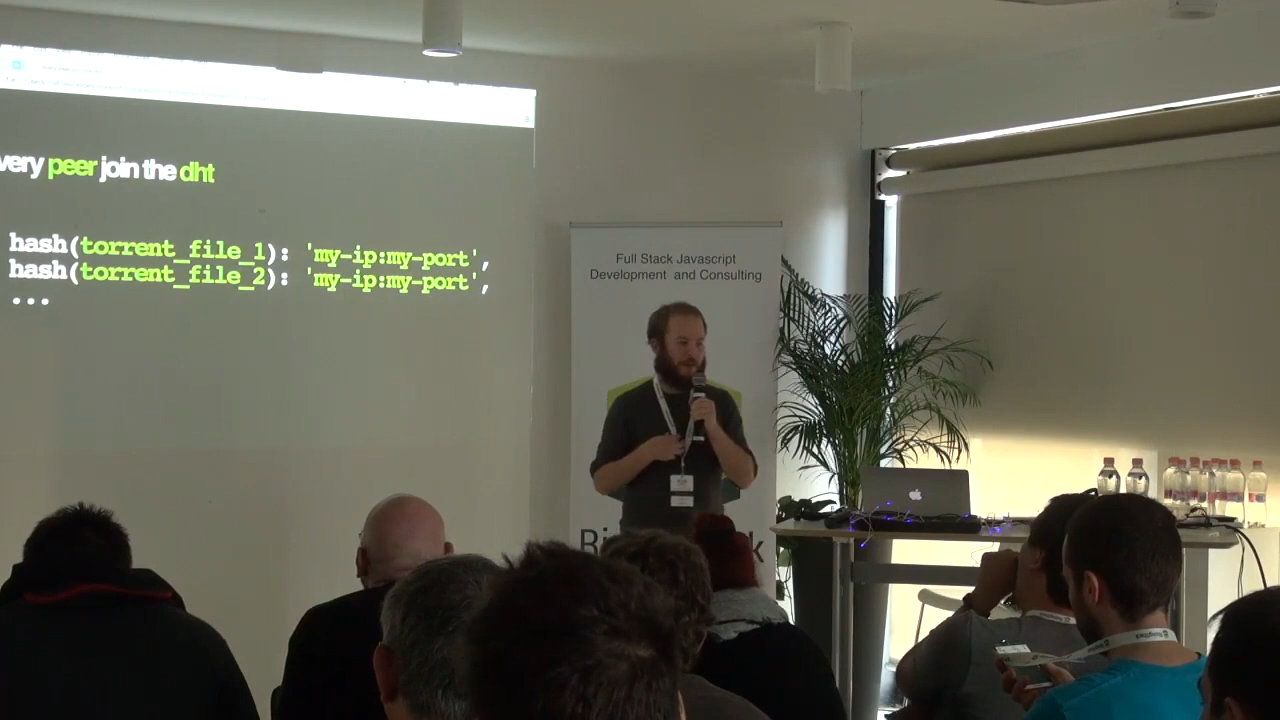 very peer join the dht
hash(torrent_file_1): 'my-ip:my-port',
hash(torrent_file_2): 'my-ip:my-port',
...
Full Stack Javascript
Development and Consulting